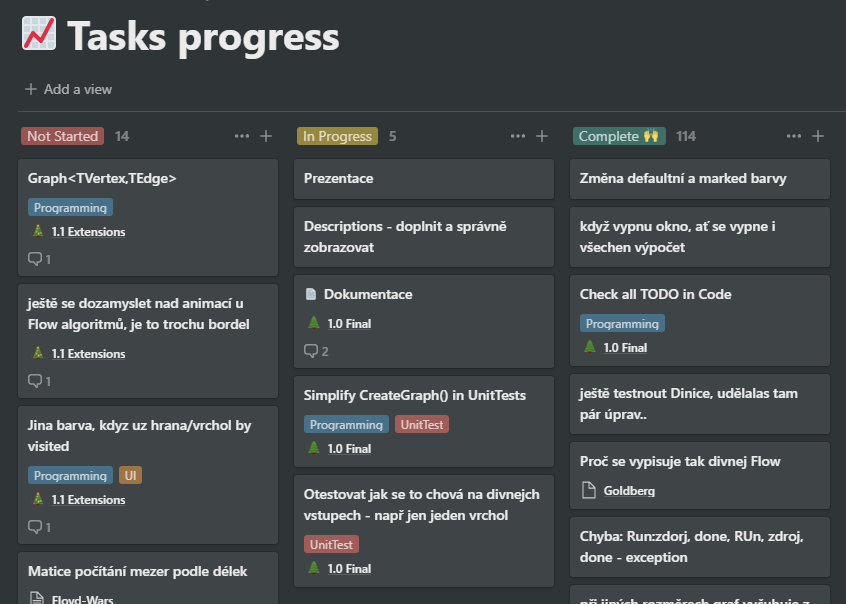 Tasks progress
+ Add a view
Not Started 14
Graph<TVertex,TEdge>
Programming
1.1 Extensions
1
ještě se dozamyslet nad animací u
Flow algoritmů, je to trochu bordel
1.1 Extensions
1
Jina barva, kdyz uz hrana/vrchol by
visited
Programming UI
1.1 Extensions
1
Matice počítání mezer podle délek
Floyd-Wars
In Progress 5
Prezentace
Descriptions - doplnit a správně
zobrazovat
Dokumentace
1.0 Final
2
Simplify CreateGraph() in UnitTests
Programming UnitTest
1.0 Final
Otestovat jak se to chová na divnejch
vstupech - např jen jeden vrchol
UnitTest
1.0 Final
Complete 🙌 114
Změna defaultní a marked barvy
když vypnu okno, ať se vypne i
všechen výpočet
Check all TODO in Code
Programming
1.0 Final
ještě testnout Dinice, udělalas tam
pár úprav..
Proč se vypisuje tak divnej Flow
Goldberg
Chyba: Run:zdorj, done, RUn, zdroj,
done - exception
při jiných rozměrech graf vyšuhuje z